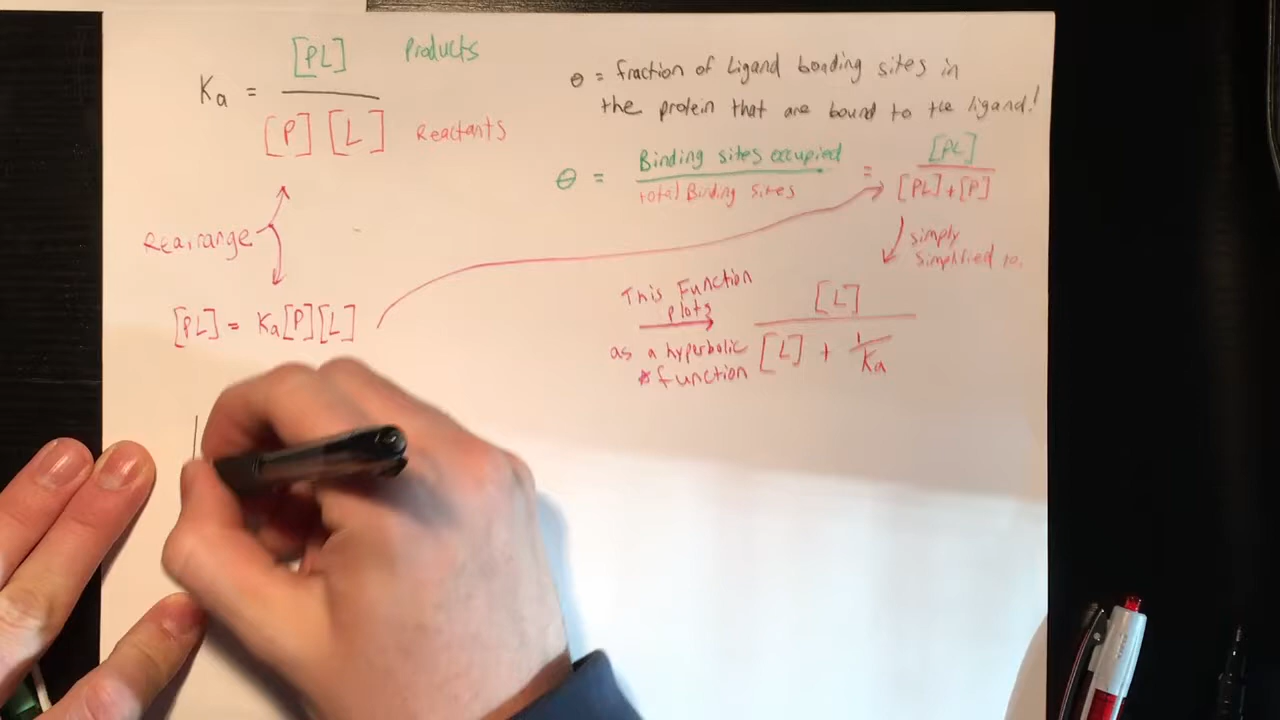 Ka = [PL] / [P] [L]
Products
Reactants
Rearrange
[PL] = Ka[P][L]
θ = fraction of Ligand boading sites in
the protein that are bound to the ligand!
θ = Binding sites occupied / total Binding sites = [PL] / [PL]+[P]
simply
Simplified to,
This Function
plots
as a hyperbolic
function
[L] / [L] + 1/Ka